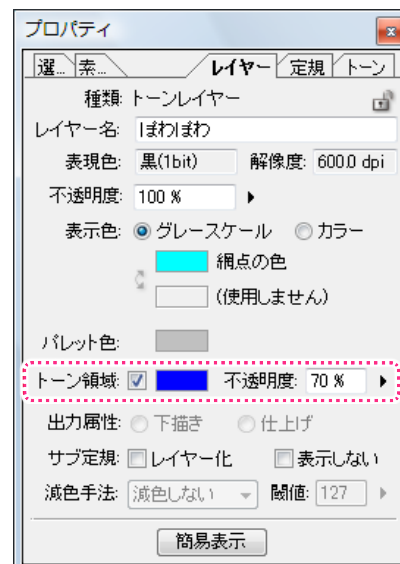 プロパティ
選... 素... レイヤー 定規 トーン
種類: トーンレイヤー
レイヤー名: ほわほわ
表現色: 黒(1bit) 解像度: 600.0 dpi
不透明度: 100 %
表示色: グレースケール カラー
網点の色
(使用しません)
パレット色:
トーン領域: 不透明度: 70 %
出力属性: 下描き 仕上げ
サブ定規: レイヤー化 表示しない
減色手法: 減色しない 閾値: 127
簡易表示